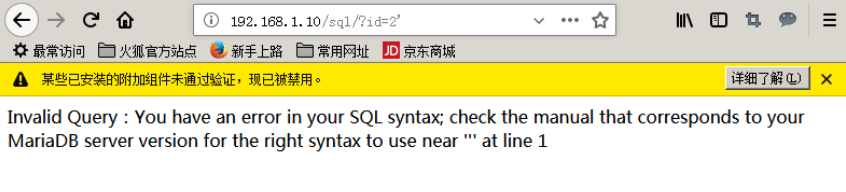 192.168.1.10/sql/?id=2'
最常访问 火狐官方站点 新手上路 常用网址 JD 京东商城
某些已安装的附加组件未通过验证，现已被禁用。 详细了解(L)
Invalid Query : You have an error in your SQL syntax; check the manual that corresponds to your
MariaDB server version for the right syntax to use near ''' at line 1